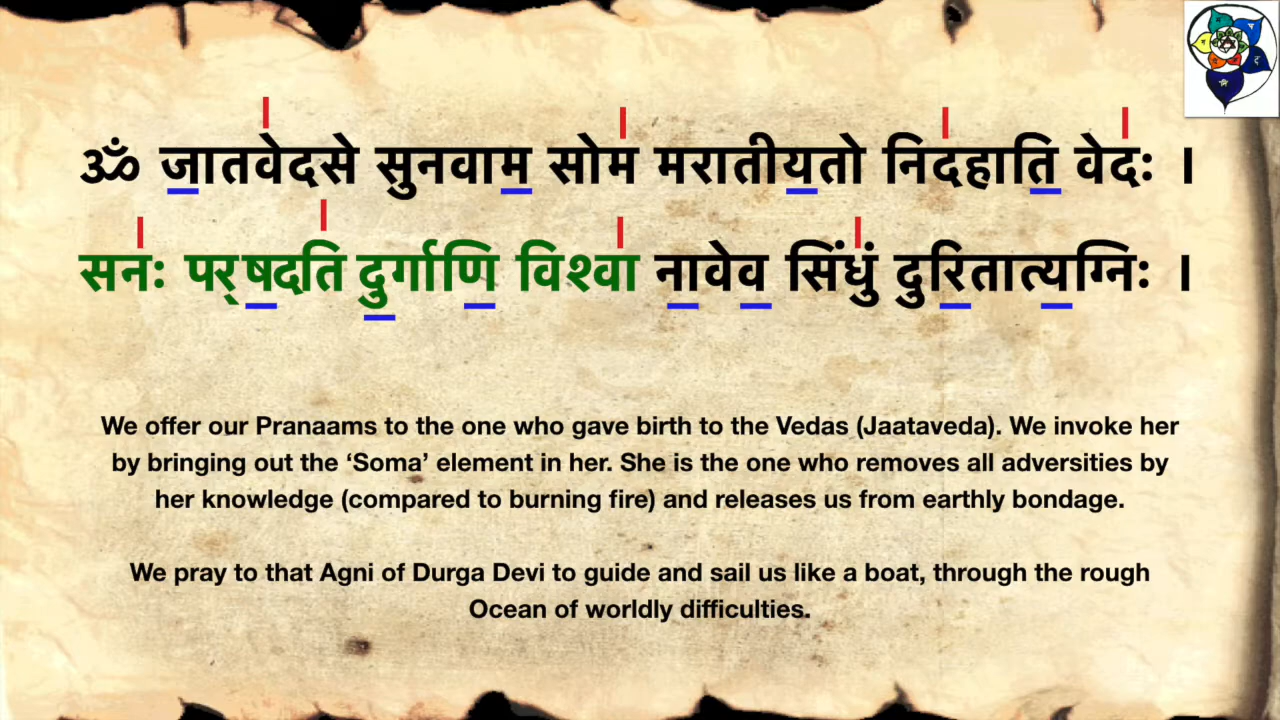 ॐ जातवेदसे सुनवाम सोम मरातीयतो निदहाति वेदः ।
सनः पर्‌षदति दुर्गाणि विश्वा नावेव सिंधुं दुरितात्यग्निः ।
We offer our Pranaams to the one who gave birth to the Vedas (Jaataveda). We invoke her
by bringing out the ‘Soma’ element in her. She is the one who removes all adversities by
her knowledge (compared to burning fire) and releases us from earthly bondage.
We pray to that Agni of Durga Devi to guide and sail us like a boat, through the rough
Ocean of worldly difficulties.